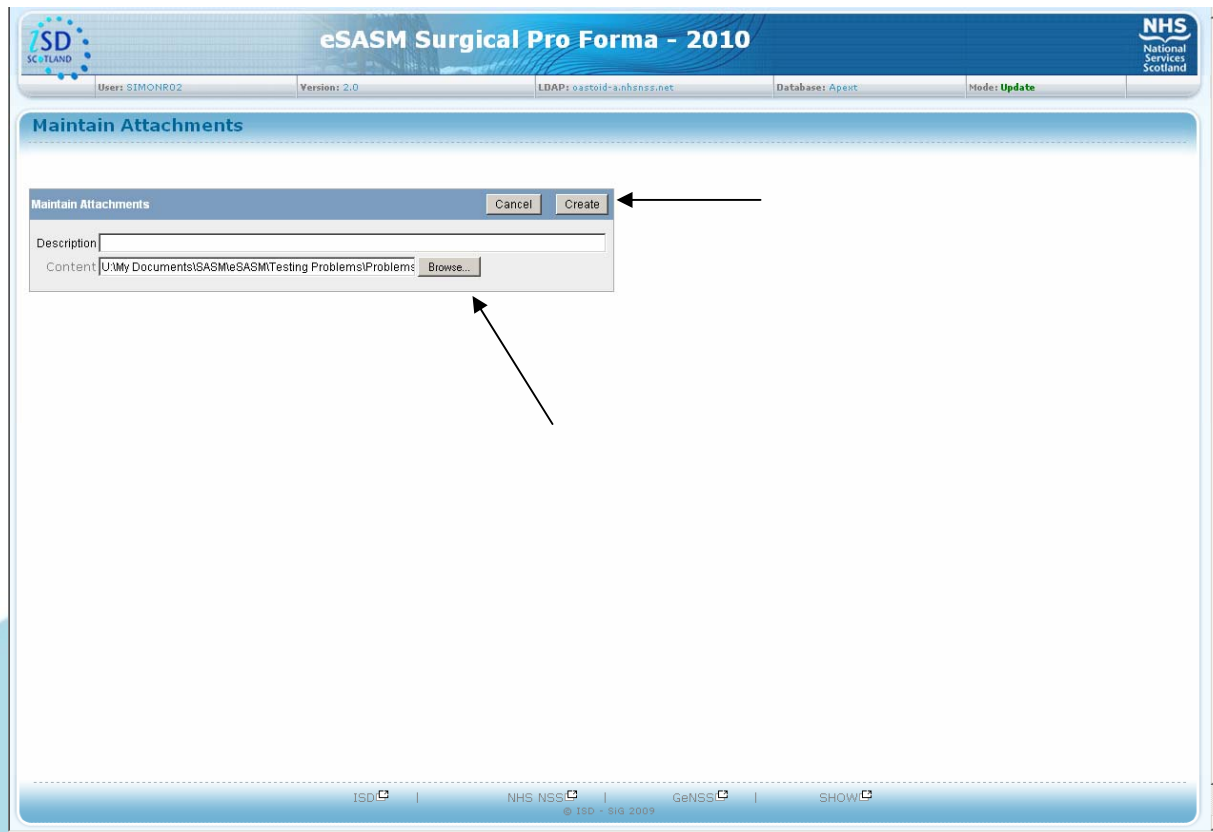 iSD
SCOTLAND
eSASM Surgical Pro Forma - 2010
NHS
National
Services
Scotland
User: SIMONR02 Version: 2.0 LDAP: oastoid-a.nhsnss.net Database: Apext Mode: Update
Maintain Attachments
Maintain Attachments Cancel Create
Description
Content U:\My Documents\SASM\eSASM\Testing Problems\Problems Browse...
ISD | NHS NSS | GeNSS | SHOW
© ISD - SiG 2009